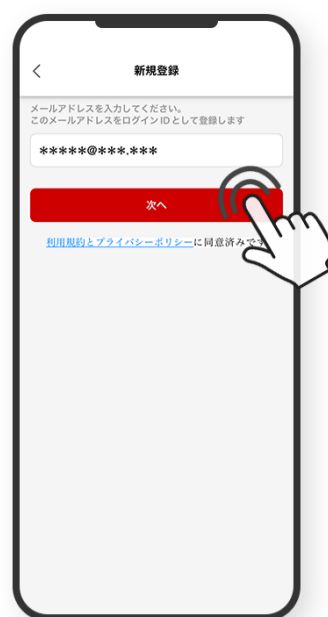 新規登録
メールアドレスを入力してください。
このメールアドレスをログインIDとして登録します
*****@***.***
次へ
利用規約とプライバシーポリシーに同意済みです